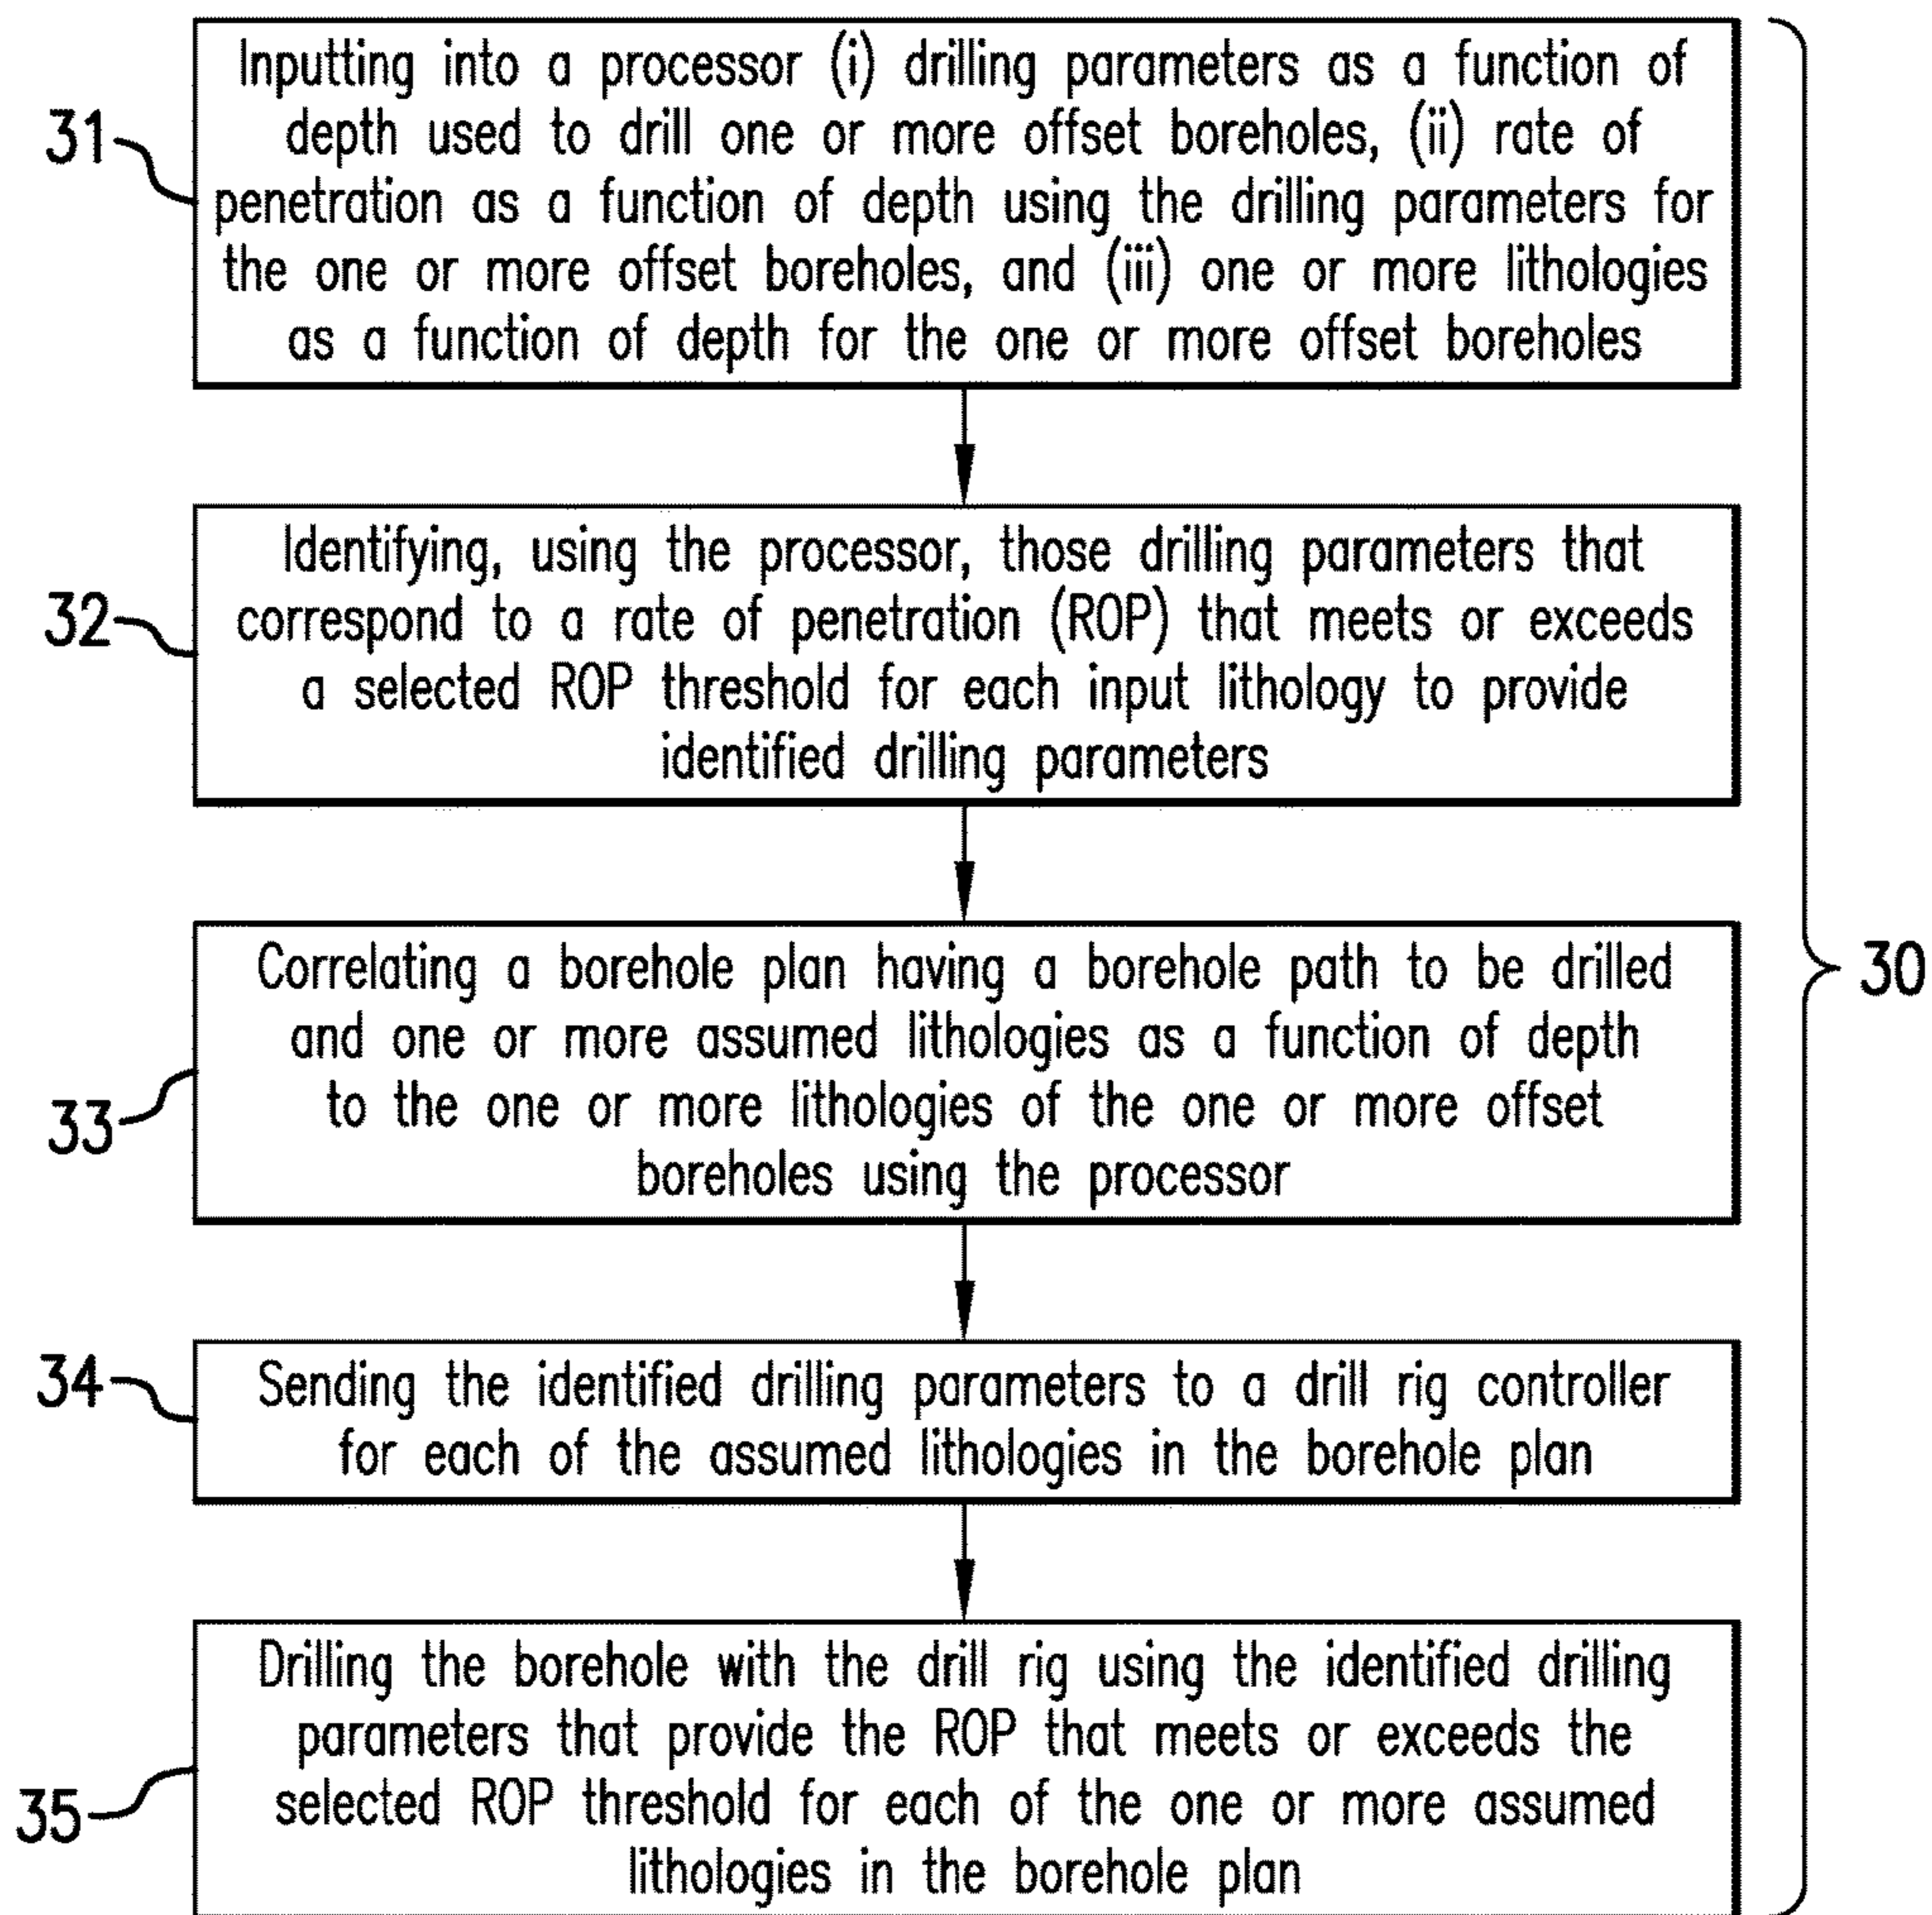 Inputting into a processor (i) drilling parameters as a function of
depth used to drill one or more offset boreholes, (ii) rate of
31
penetration as a function of depth using the drilling parameters for
the one or more offset boreholes, and (iii) one or more lithologies
as a function of depth for the one or more offset boreholes
Identifying, using the processor, those drilling parameters that
32
correspond to a rate of penetration (ROP) that meets or exceeds
a selected ROP threshold for each input lithology to provide
identified drilling parameters
Correlating a borehole plan having a borehole path to be drilled
30
and one or more assumed lithologies as a function of depth
to the one or more lithologies of the one or more offset
33
boreholes using the processor
34
Sending the identified drilling parameters to a drill rig controller
for each of the assumed lithologies in the borehole plan
Drilling the borehole with the drill rig using the identified drilling
parameters that provide the ROP that meets or exceeds the
selected ROP threshold for each of the one or more assumed
35
lithologies in the borehole plan